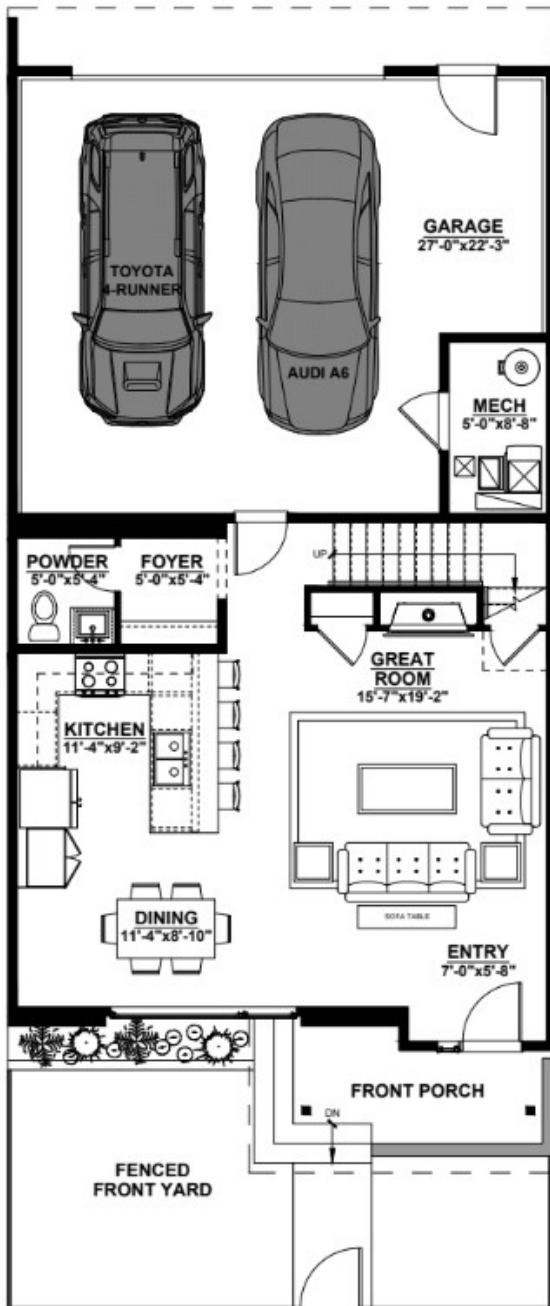 GARAGE
27'-0"x22'-3"
TOYOTA
4-RUNNER
AUDI A6
MECH
5'-0"x8'-8"
UP
POWDER
5'-0"x5'-4"
FOYER
5'-0"x5'-4"
GREAT
ROOM
15'-7"x19'-2"
KITCHEN
11'-4"x9'-2"
DINING
11'-4"x8'-10"
SOFA TABLE
ENTRY
7'-0"x5'-8"
FRONT PORCH
DN
FENCED
FRONT YARD